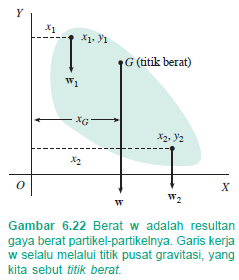 Y
x₁
x₁, y₁
G (titik berat)
w₁
x_G
x₂, y₂
x₂
O
X
w
w₂
Gambar 6.22 Berat w adalah resultan
gaya berat partikel-partikelnya. Garis kerja
w selalu melalui titik pusat gravitasi, yang
kita sebut titik berat.